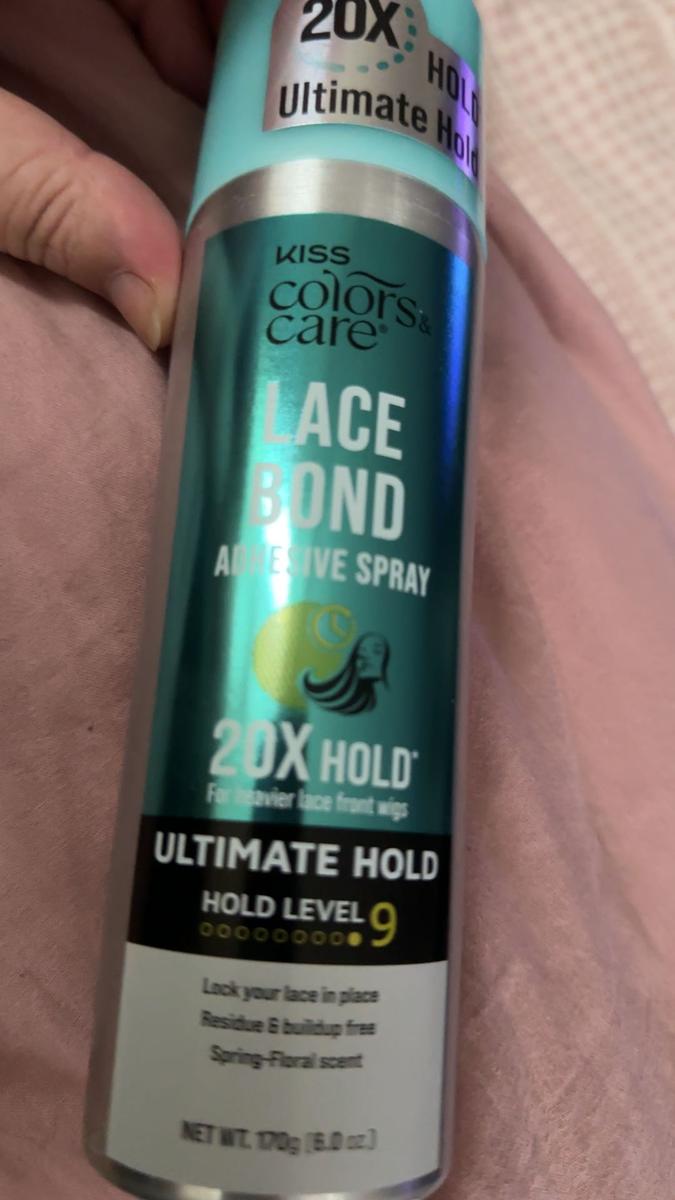 20X
HOLD
Ultimate Hold
KISS
colors &
care®
LACE
BOND
ADHESIVE SPRAY
20X HOLD*
For heavier lace front wigs
ULTIMATE HOLD
HOLD LEVEL 9
Lock your lace in place
Residue & buildup free
Spring-Floral scent
NET WT. 170g (6.0 oz.)